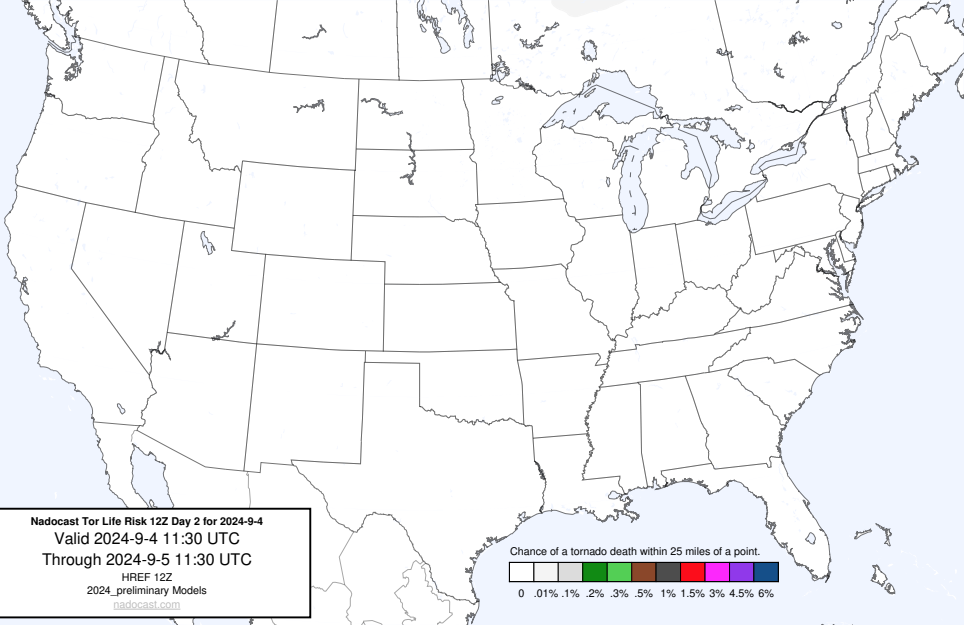 Nadocast Tor Life Risk 12Z Day 2 for 2024-9-4
Valid 2024-9-4 11:30 UTC
Through 2024-9-5 11:30 UTC
HREF 12Z
2024_preliminary Models
nadocast.com
Chance of a tornado death within 25 miles of a point.
0 .01% .1% .2% .3% .5% 1% 1.5% 3% 4.5% 6%